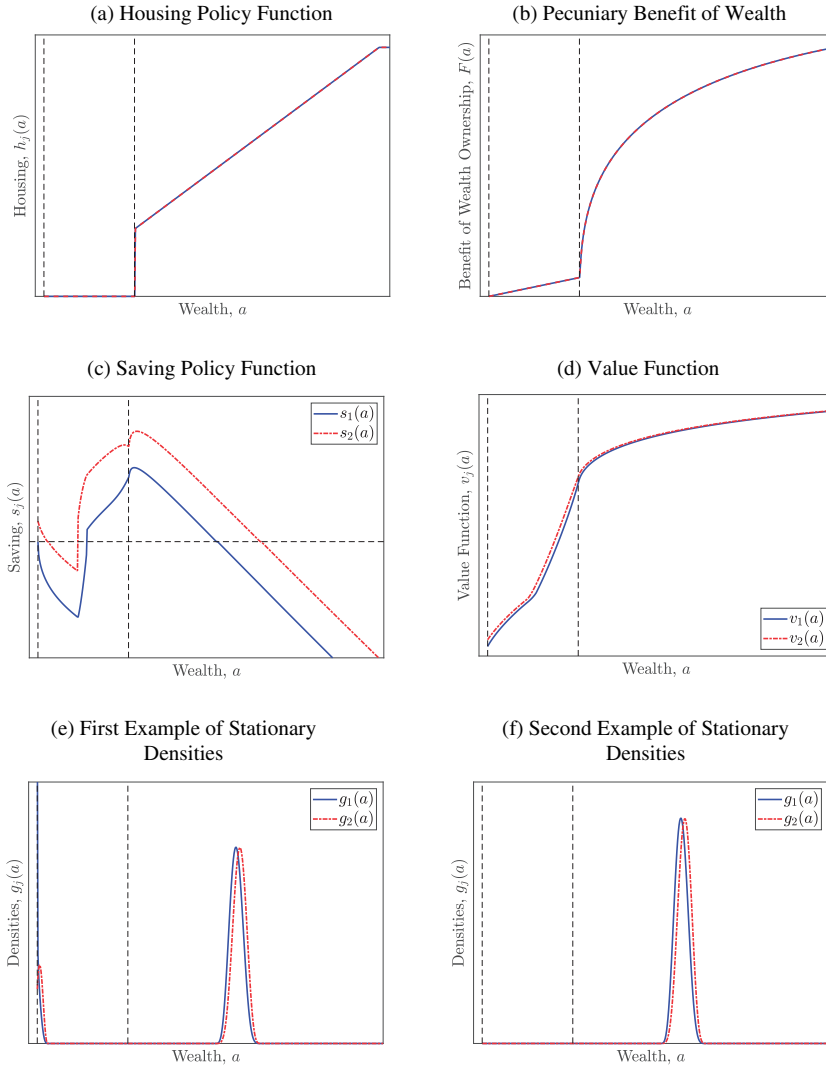 (a) Housing Policy Function
Housing, h_j(a)
Wealth, a
(b) Pecuniary Benefit of Wealth
Benefit of Wealth Ownership, F(a)
Wealth, a
(c) Saving Policy Function
Saving, s_j(a)
s_1(a)
s_2(a)
Wealth, a
(d) Value Function
Value Function, v_j(a)
v_1(a)
v_2(a)
Wealth, a
(e) First Example of Stationary
Densities
Densities, g_j(a)
g_1(a)
g_2(a)
Wealth, a
(f) Second Example of Stationary
Densities
Densities, g_j(a)
g_1(a)
g_2(a)
Wealth, a